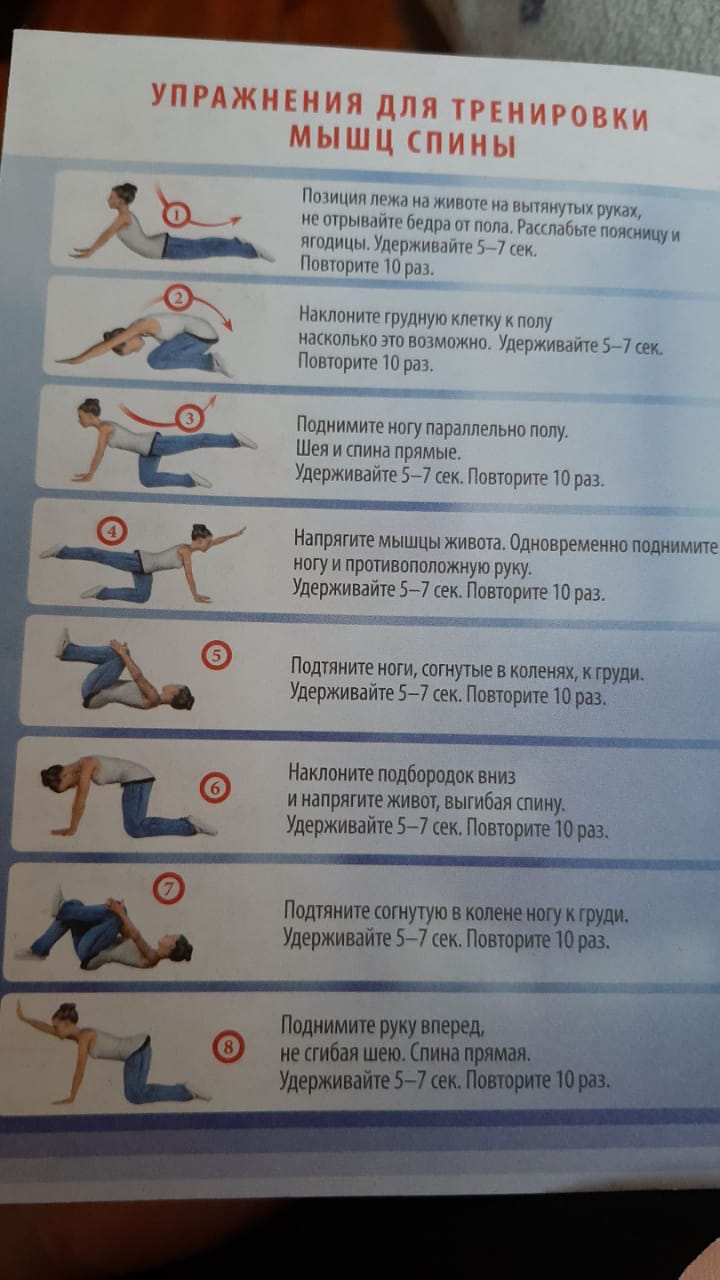 УПРАЖНЕНИЯ ДЛЯ ТРЕНИРОВКИ
МЫШЦ СПИНЫ
1
Позиция лежа на животе на вытянутых руках,
не отрывайте бедра от пола. Расслабьте поясницу и
ягодицы. Удерживайте 5–7 сек.
Повторите 10 раз.
2
Наклоните грудную клетку к полу
насколько это возможно. Удерживайте 5–7 сек.
Повторите 10 раз.
3
Поднимите ногу параллельно полу.
Шея и спина прямые.
Удерживайте 5–7 сек. Повторите 10 раз.
4
Напрягите мышцы живота. Одновременно поднимите
ногу и противоположную руку.
Удерживайте 5–7 сек. Повторите 10 раз.
5
Подтяните ноги, согнутые в коленях, к груди.
Удерживайте 5–7 сек. Повторите 10 раз.
6
Наклоните подбородок вниз
и напрягите живот, выгибая спину.
Удерживайте 5–7 сек. Повторите 10 раз.
7
Подтяните согнутую в колене ногу к груди.
Удерживайте 5–7 сек. Повторите 10 раз.
8
Поднимите руку вперед,
не сгибая шею. Спина прямая.
Удерживайте 5–7 сек. Повторите 10 раз.